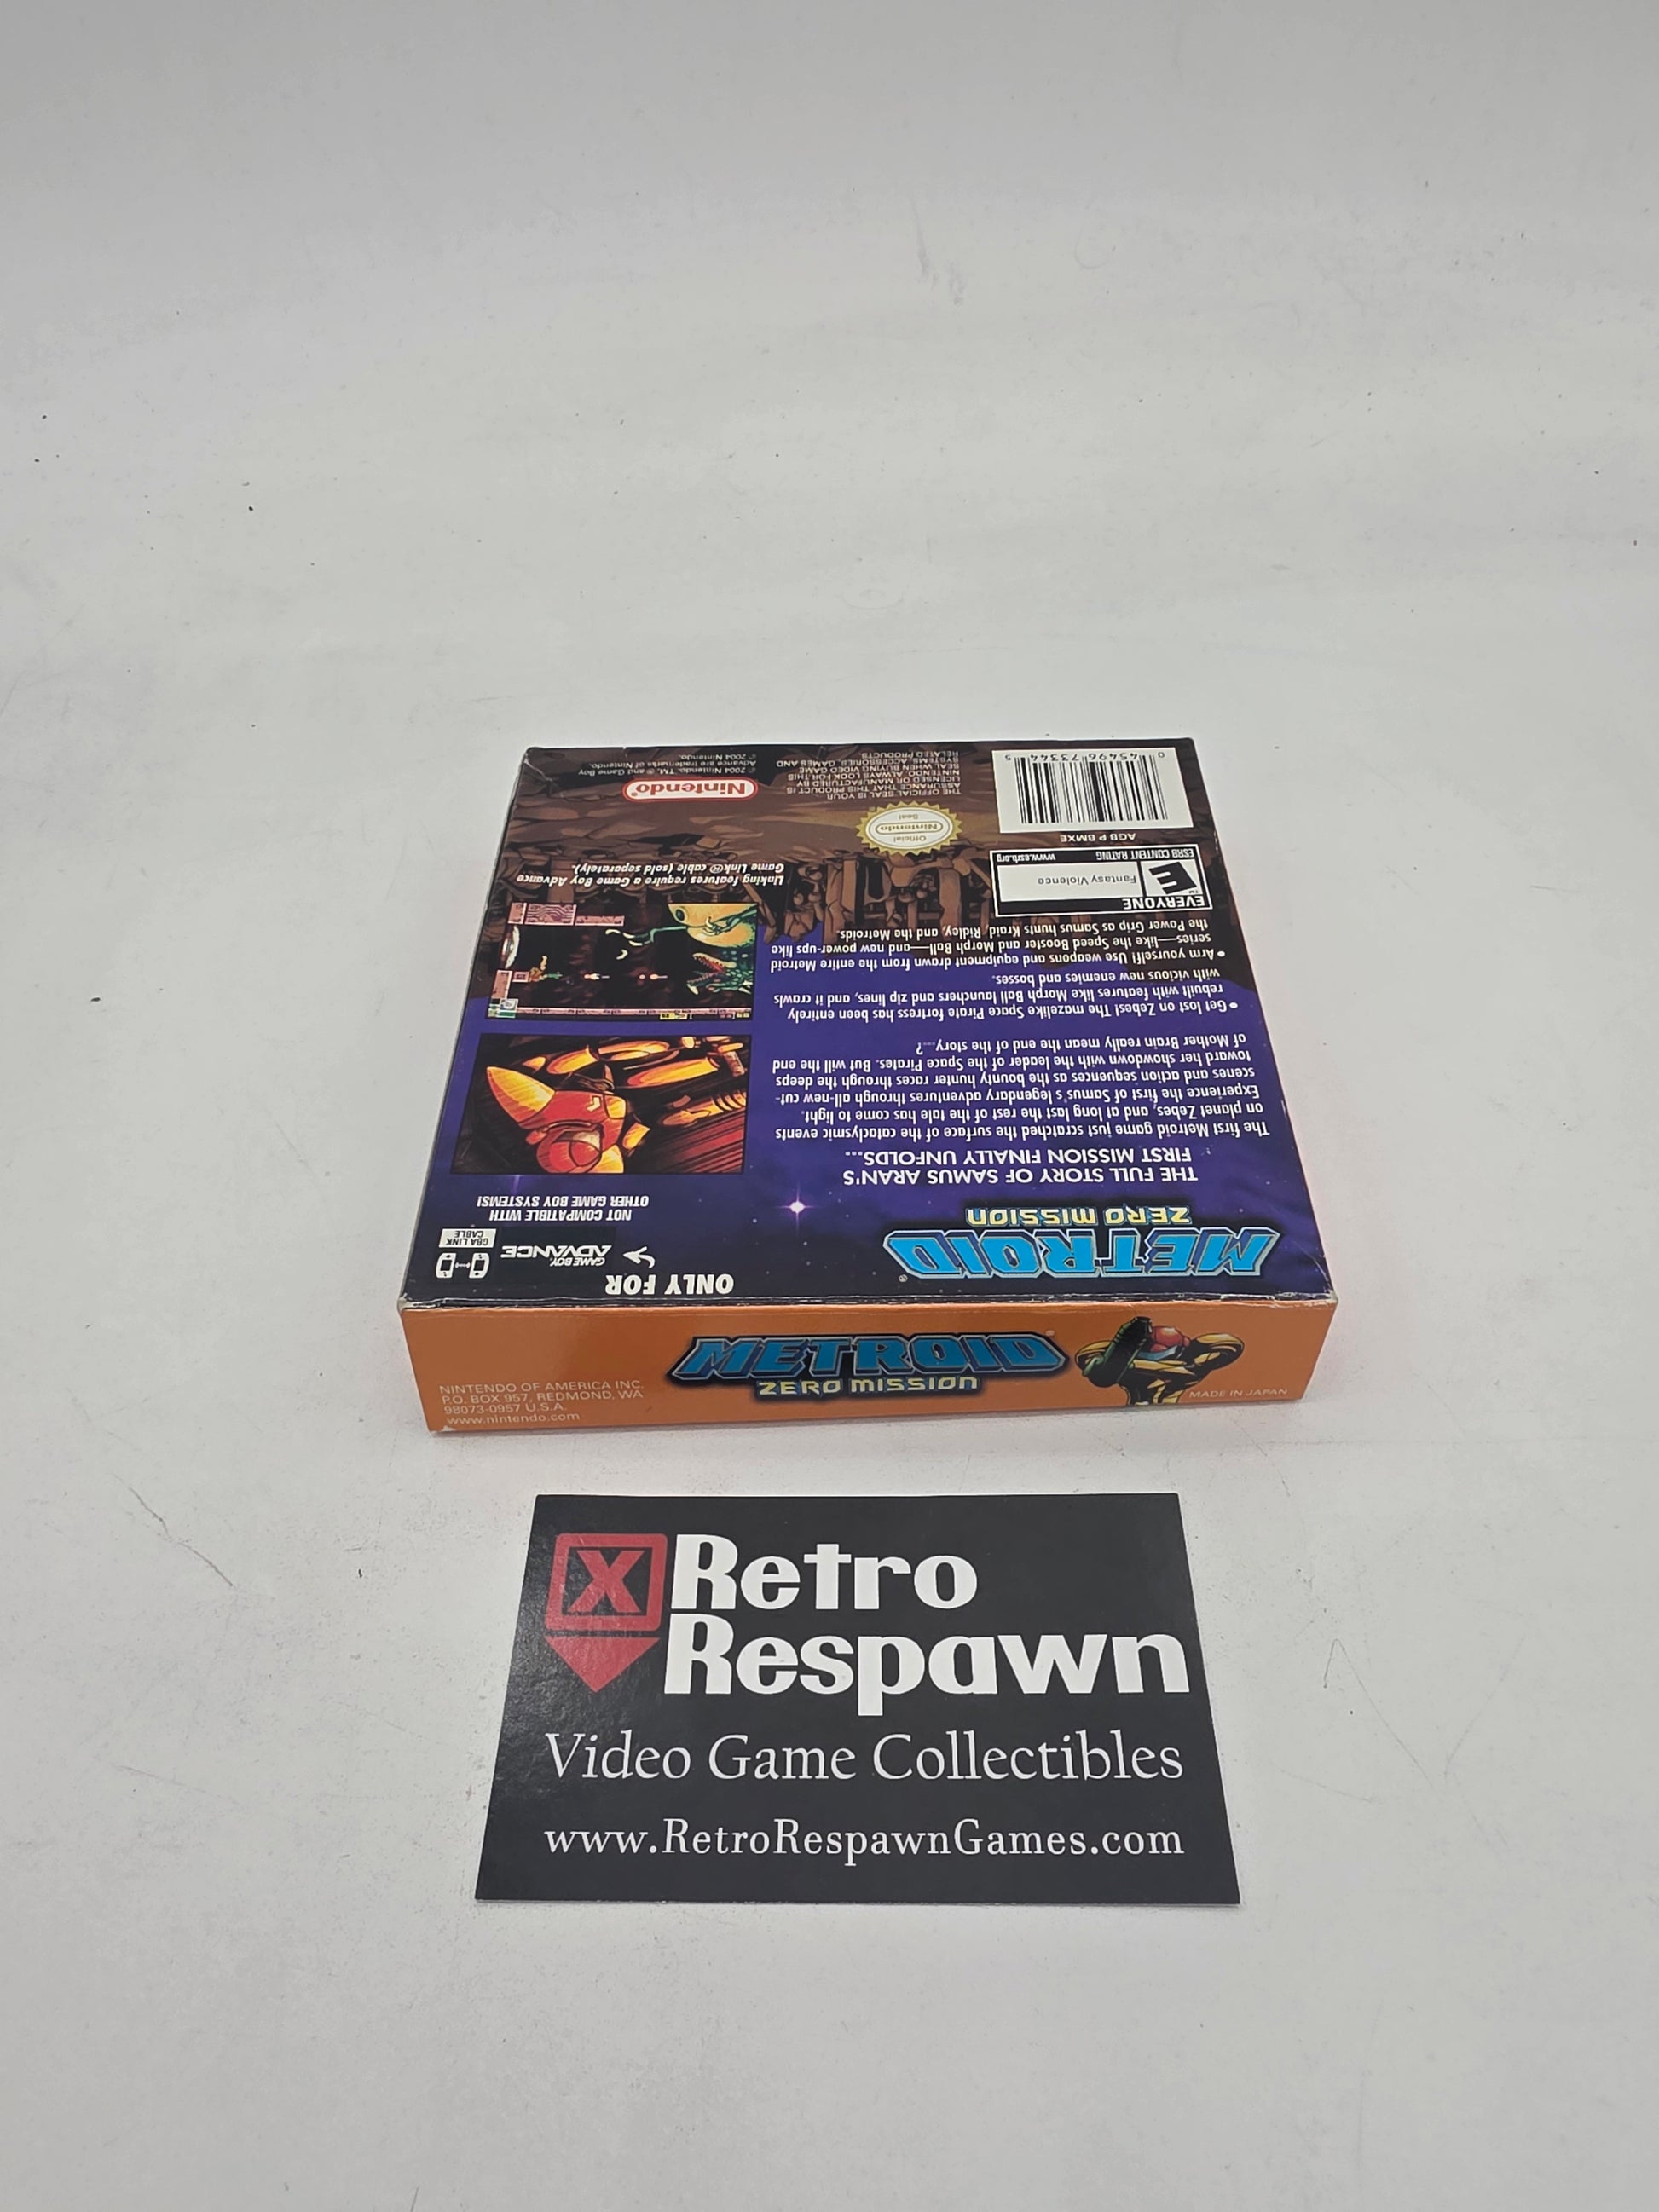 METROID®
ZERO MISSION
THE FULL STORY OF SAMUS ARAN'S
FIRST MISSION FINALLY UNFOLDS...
The first Metroid game just scratched the surface of the cataclysmic events
on planet Zebes, and at long last the rest of the tale has come to light.
Experience the first of Samus's legendary adventures through all-new cut-
scenes and action sequences as the bounty hunter races through the deeps
toward her showdown with the leader of the Space Pirates. But will the end
of Mother Brain really mean the end of the story...?
• Get lost on Zebes! The mazelike Space Pirate fortress has been entirely
rebuilt with features like Morph Ball launchers and zip lines, and it crawls
with vicious new enemies and bosses.
• Arm yourself! Use weapons and equipment drawn from the entire Metroid
series—like the Speed Booster and Morph Ball—and new power-ups like
the Power Grip as Samus hunts Kraid, Ridley, and the Metroids.
ONLY FOR
GAME BOY
ADVANCE
GBA LINK
CABLE
NOT COMPATIBLE WITH
OTHER GAME BOY SYSTEMS!
Linking features require a Game Boy Advance
Game Link® cable (sold separately).
EVERYONE
E
Fantasy Violence
ESRB CONTENT RATING www.esrb.org
AGB P BMXE
0 45496 73344 5
Official
Nintendo
Seal
THE OFFICIAL SEAL IS YOUR
ASSURANCE THAT THIS PRODUCT IS
LICENSED OR MANUFACTURED BY
NINTENDO. ALWAYS LOOK FOR THIS
SEAL WHEN BUYING VIDEO GAME
SYSTEMS, ACCESSORIES, GAMES AND
RELATED PRODUCTS.
Nintendo®
© 2004 Nintendo. TM, ® and Game Boy
Advance are trademarks of Nintendo.
© 2004 Nintendo.
NINTENDO OF AMERICA INC.
P.O. BOX 957, REDMOND, WA
98073-0957 U.S.A.
www.nintendo.com
METROID
ZERO MISSION
MADE IN JAPAN
X Retro
Respawn
Video Game Collectibles
www.RetroRespawnGames.com